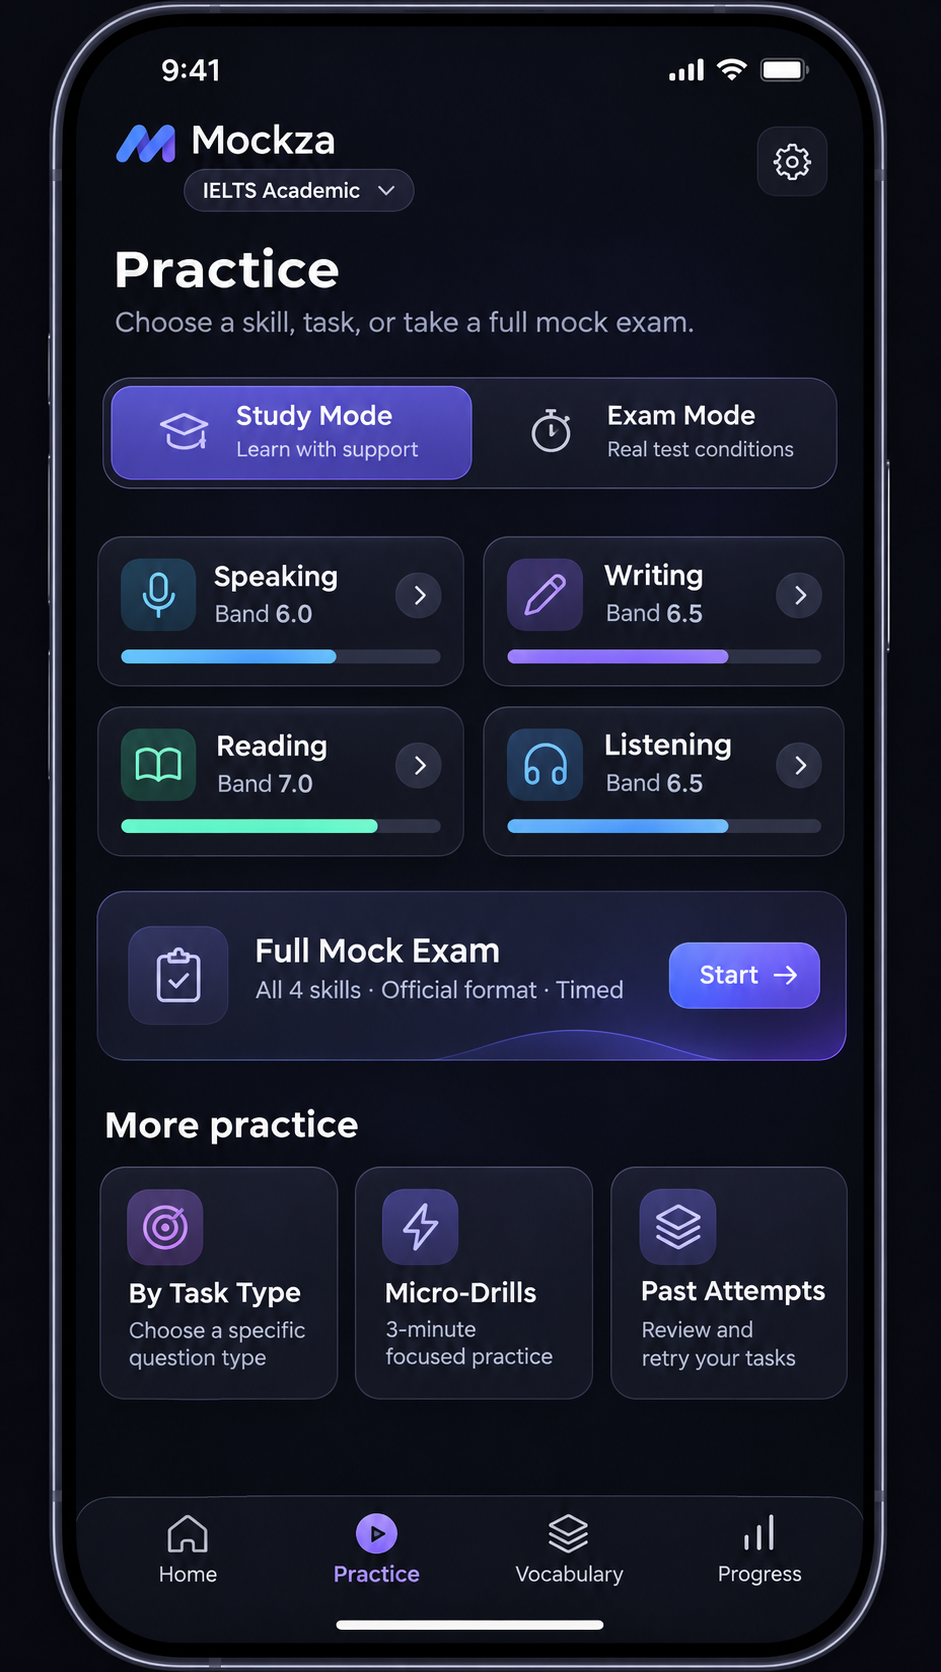 9:41
Mockza
IELTS Academic
Practice
Choose a skill, task, or take a full mock exam.
Study Mode
Learn with support
Exam Mode
Real test conditions
Speaking
Band 6.0
Writing
Band 6.5
Reading
Band 7.0
Listening
Band 6.5
Full Mock Exam
All 4 skills · Official format · Timed
Start →
More practice
By Task Type
Choose a specific
question type
Micro-Drills
3-minute
focused practice
Past Attempts
Review and
retry your tasks
Home
Practice
Vocabulary
Progress